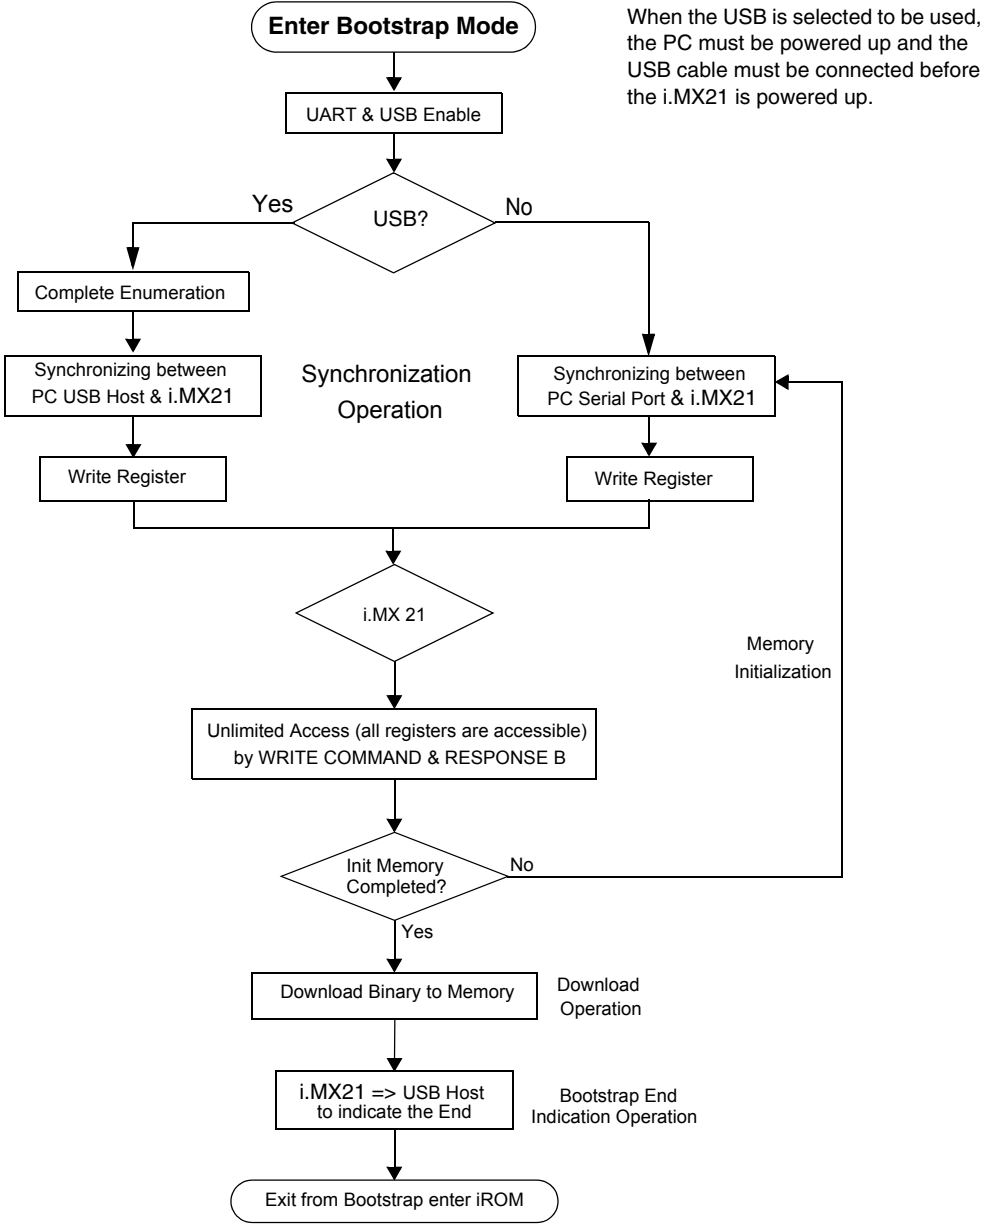 Enter Bootstrap Mode
When the USB is selected to be used,
the PC must be powered up and the
USB cable must be connected before
the i.MX21 is powered up.
UART & USB Enable
Yes
USB?
No
Complete Enumeration
Synchronizing between
PC USB Host & i.MX21
Synchronization
Operation
Synchronizing between
PC Serial Port & i.MX21
Write Register
Write Register
i.MX 21
Memory
Initialization
Unlimited Access (all registers are accessible)
by WRITE COMMAND & RESPONSE B
Init Memory
Completed?
No
Yes
Download Binary to Memory
Download
Operation
i.MX21 => USB Host
to indicate the End
Bootstrap End
Indication Operation
Exit from Bootstrap enter iROM